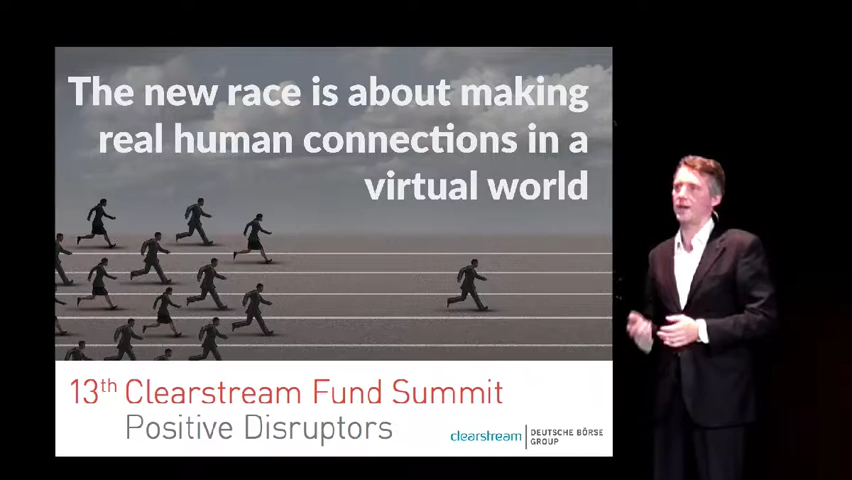 The new race is about making
real human connections in a
virtual world
13th Clearstream Fund Summit
Positive Disruptors
clearstream
DEUTSCHE BÖRSE
GROUP